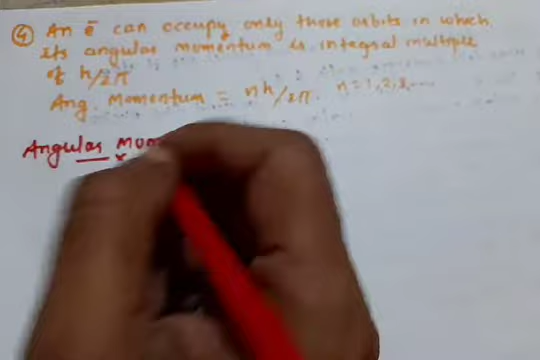 ④ An ē can occupy only those orbits in which
its angular momentum is integral multiple
of h/2π
Ang. Momentum = nh/2π. n=1,2,3,....
Angular Mom